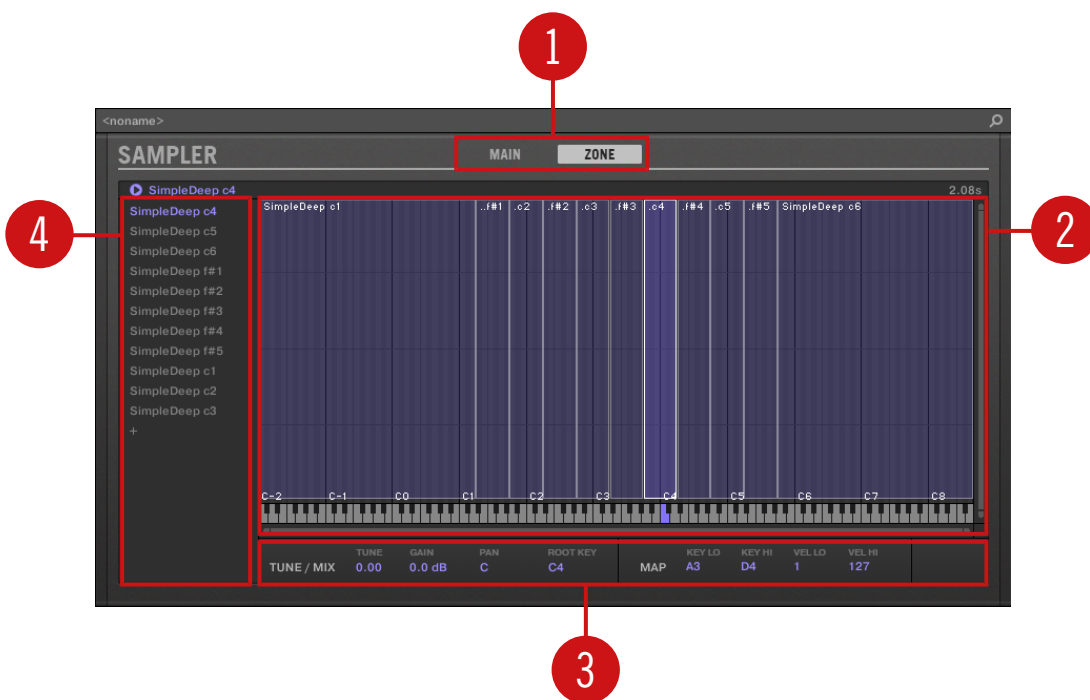 1
<noname>
SAMPLER MAIN ZONE
SimpleDeep c4 2.08s
4
2
SimpleDeep c4
SimpleDeep c5
SimpleDeep c6
SimpleDeep f#1
SimpleDeep f#2
SimpleDeep f#3
SimpleDeep f#4
SimpleDeep f#5
SimpleDeep c1
SimpleDeep c2
SimpleDeep c3
+
SimpleDeep c1 ..f#1 .c2 .f#2 .c3 .f#3 .c4 .f#4 .c5 .f#5 SimpleDeep c6
C-2 C-1 C0 C1 C2 C3 C4 C5 C6 C7 C8
TUNE GAIN PAN ROOT KEY KEY LO KEY HI VEL LO VEL HI
TUNE / MIX 0.00 0.0 dB C C4 MAP A3 D4 1 127
3